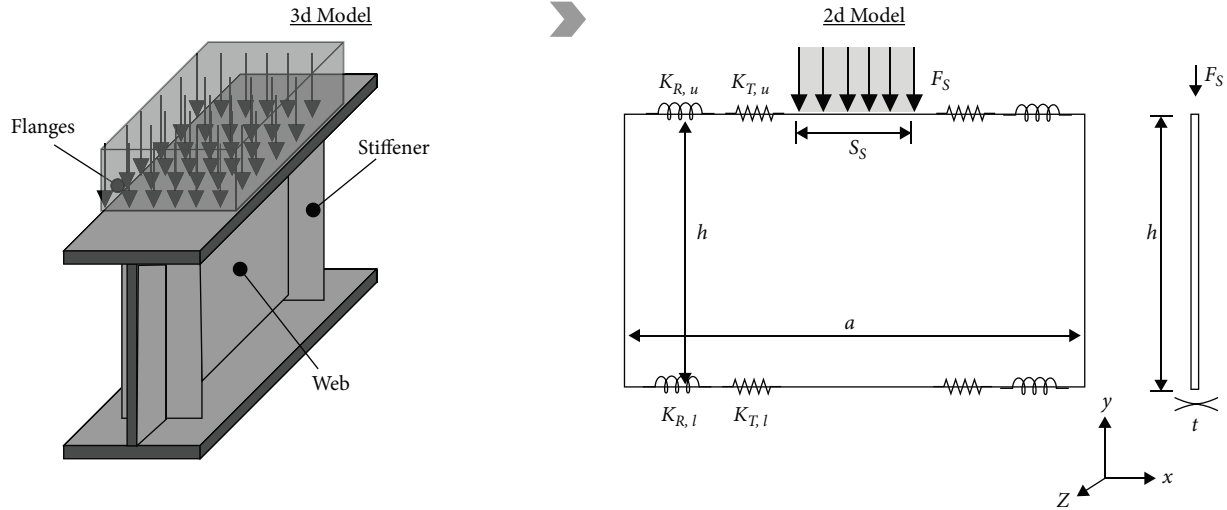 3d Model
2d Model
Flanges
Stiffener
Web
K_{R, u}
K_{T, u}
F_S
F_S
S_S
h
h
a
K_{R, l}
K_{T, l}
t
y
x
Z